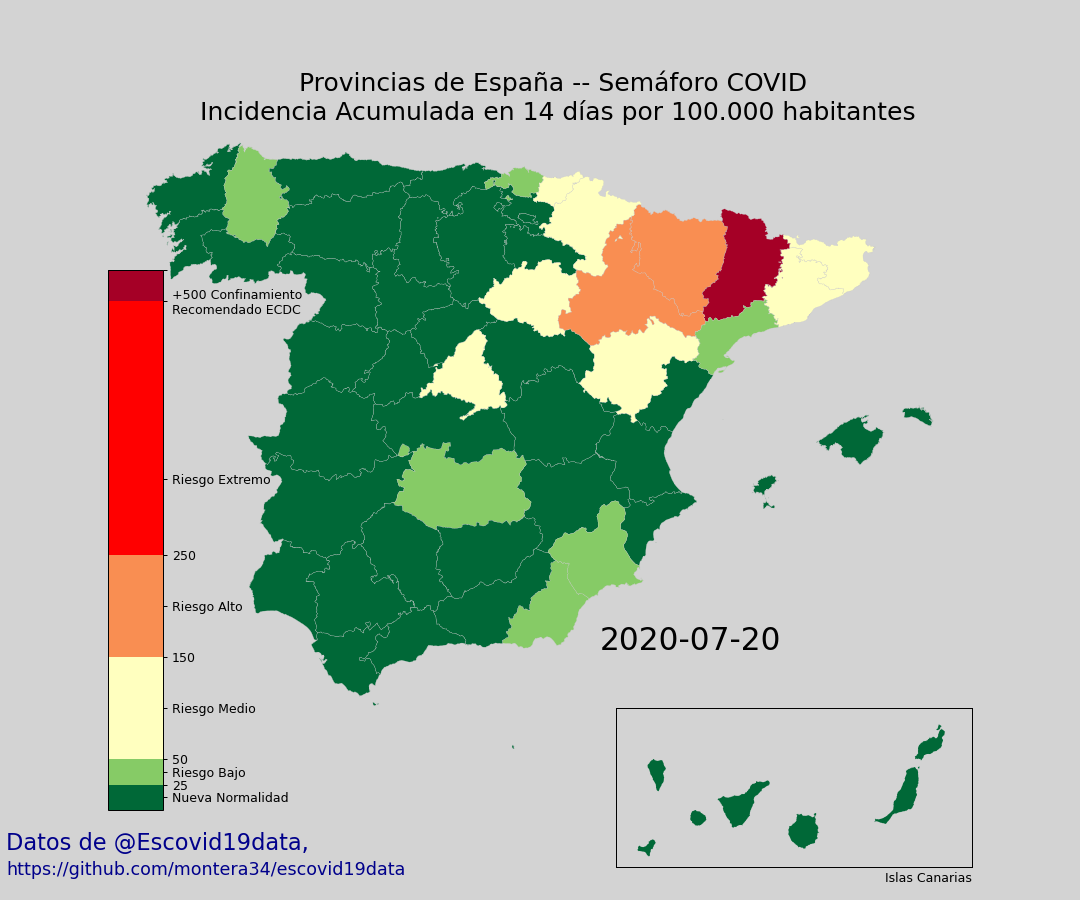 Provincias de España -- Semáforo COVID
Incidencia Acumulada en 14 días por 100.000 habitantes
+500 Confinamiento
Recomendado ECDC
Riesgo Extremo
250
Riesgo Alto
150
Riesgo Medio
50
Riesgo Bajo
25
Nueva Normalidad
2020-07-20
Islas Canarias
Datos de @Escovid19data,
https://github.com/montera34/escovid19data